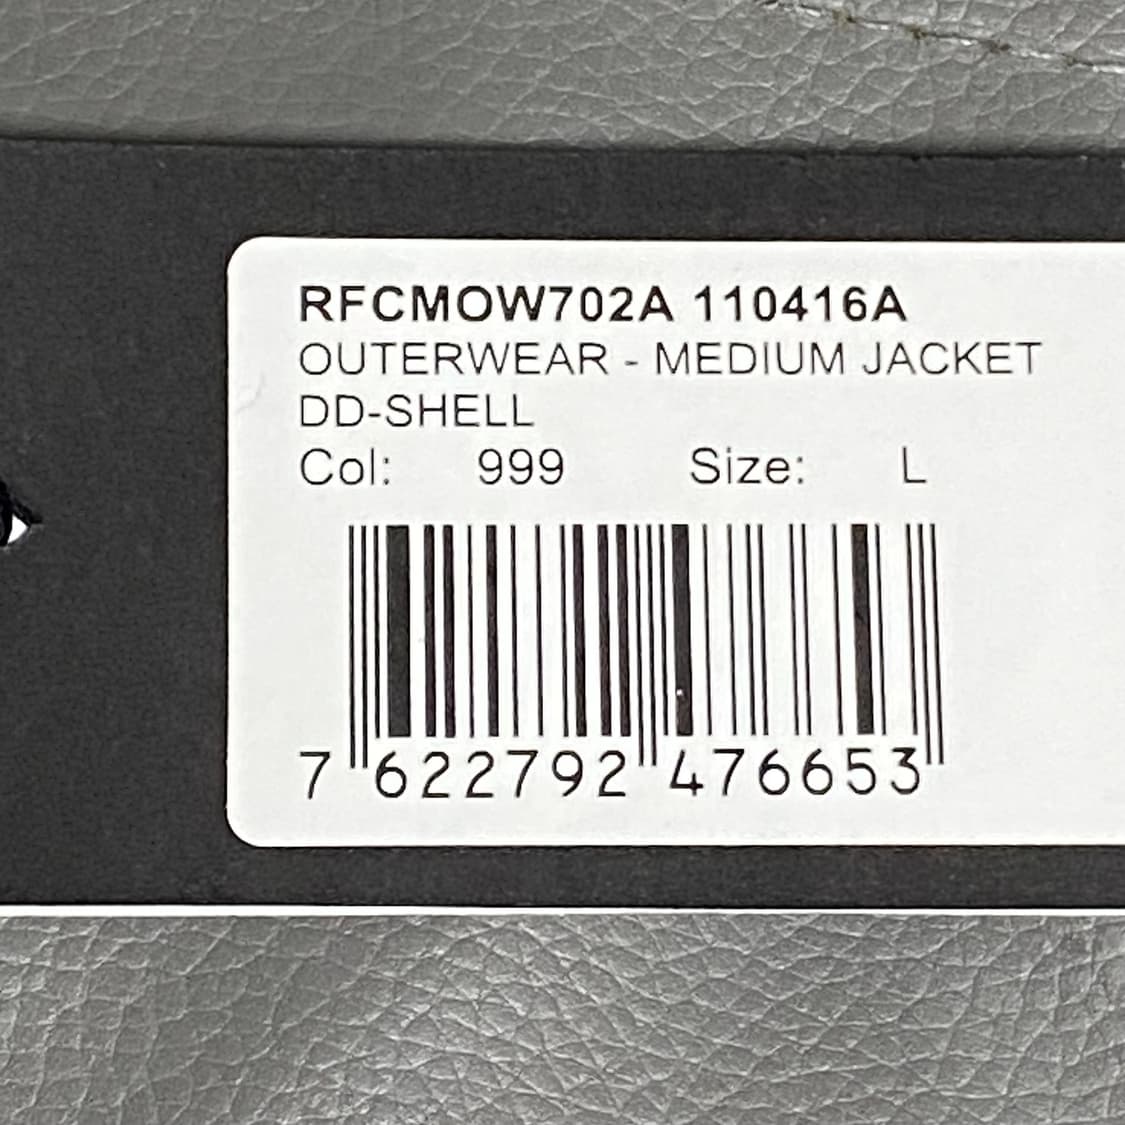 RFCMOW702A 110416A
OUTERWEAR - MEDIUM JACKET
DD-SHELL
Col: 999 Size: L
7 622792 476653